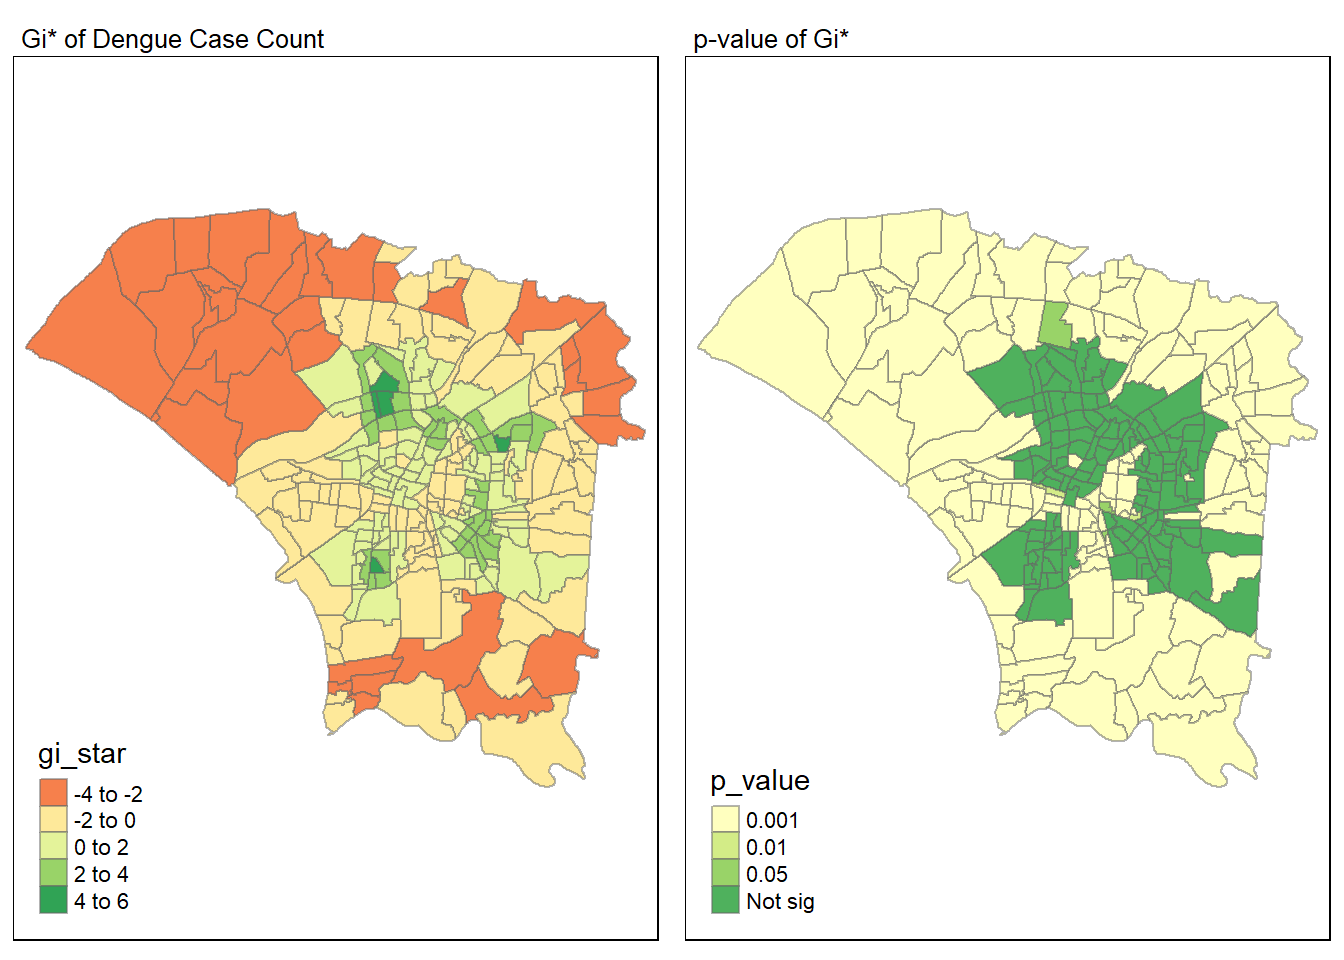 Gi* of Dengue Case Count
p-value of Gi*
gi_star
-4 to -2
-2 to 0
0 to 2
2 to 4
4 to 6
p_value
0.001
0.01
0.05
Not sig